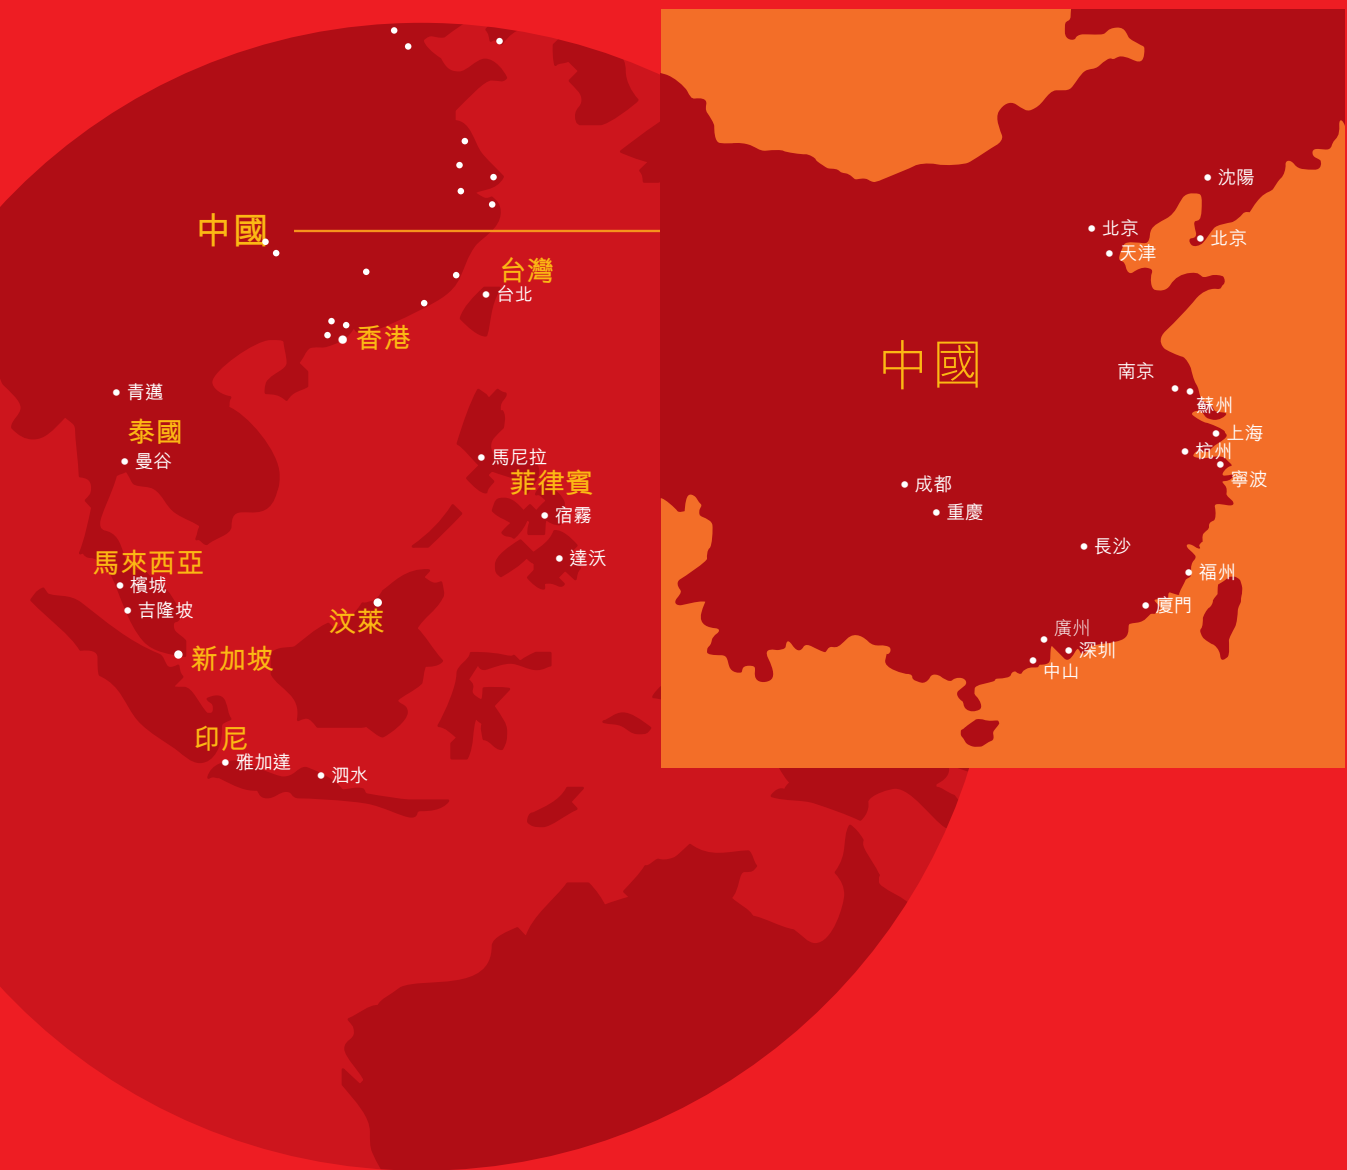 中國
台灣
台北
香港
青邁
泰國
曼谷
馬尼拉
菲律賓
宿霧
達沃
馬來西亞
檳城
吉隆坡
汶萊
新加坡
印尼
雅加達
泗水
沈陽
北京
北京
天津
中國
南京
蘇州
上海
杭州
寧波
成都
重慶
長沙
福州
廈門
廣州
深圳
中山